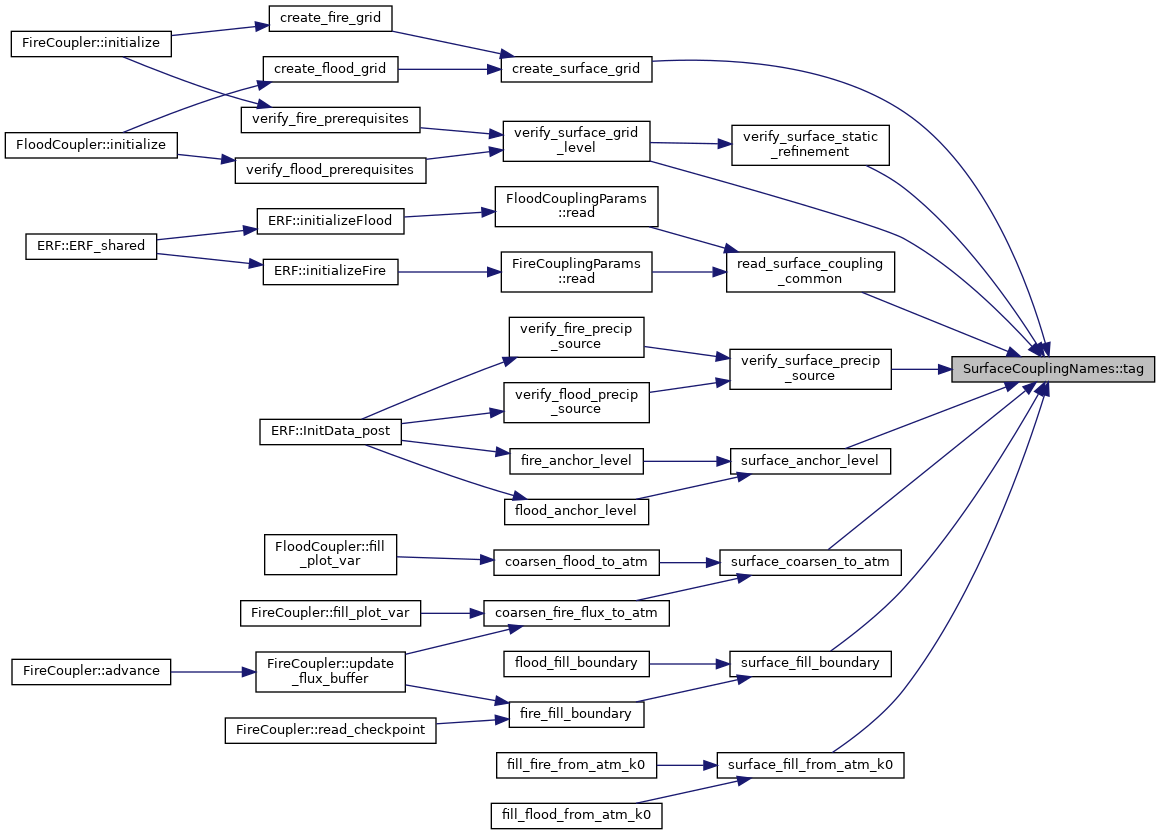 create_fire_grid
FireCoupler::initialize
create_flood_grid
create_surface_grid
verify_fire_prerequisites
FloodCoupler::initialize
verify_surface_grid
_level
verify_surface_static
_refinement
verify_flood_prerequisites
FloodCouplingParams
::read
ERF::initializeFlood
ERF::ERF_shared
ERF::initializeFire
FireCouplingParams
::read
read_surface_coupling
_common
verify_fire_precip
_source
verify_surface_precip
_source
SurfaceCouplingNames::tag
verify_flood_precip
_source
ERF::InitData_post
fire_anchor_level
surface_anchor_level
flood_anchor_level
FloodCoupler::fill
_plot_var
coarsen_flood_to_atm
surface_coarsen_to_atm
FireCoupler::fill_plot_var
coarsen_fire_flux_to_atm
FireCoupler::advance
FireCoupler::update
_flux_buffer
flood_fill_boundary
surface_fill_boundary
fire_fill_boundary
FireCoupler::read_checkpoint
fill_fire_from_atm_k0
surface_fill_from_atm_k0
fill_flood_from_atm_k0